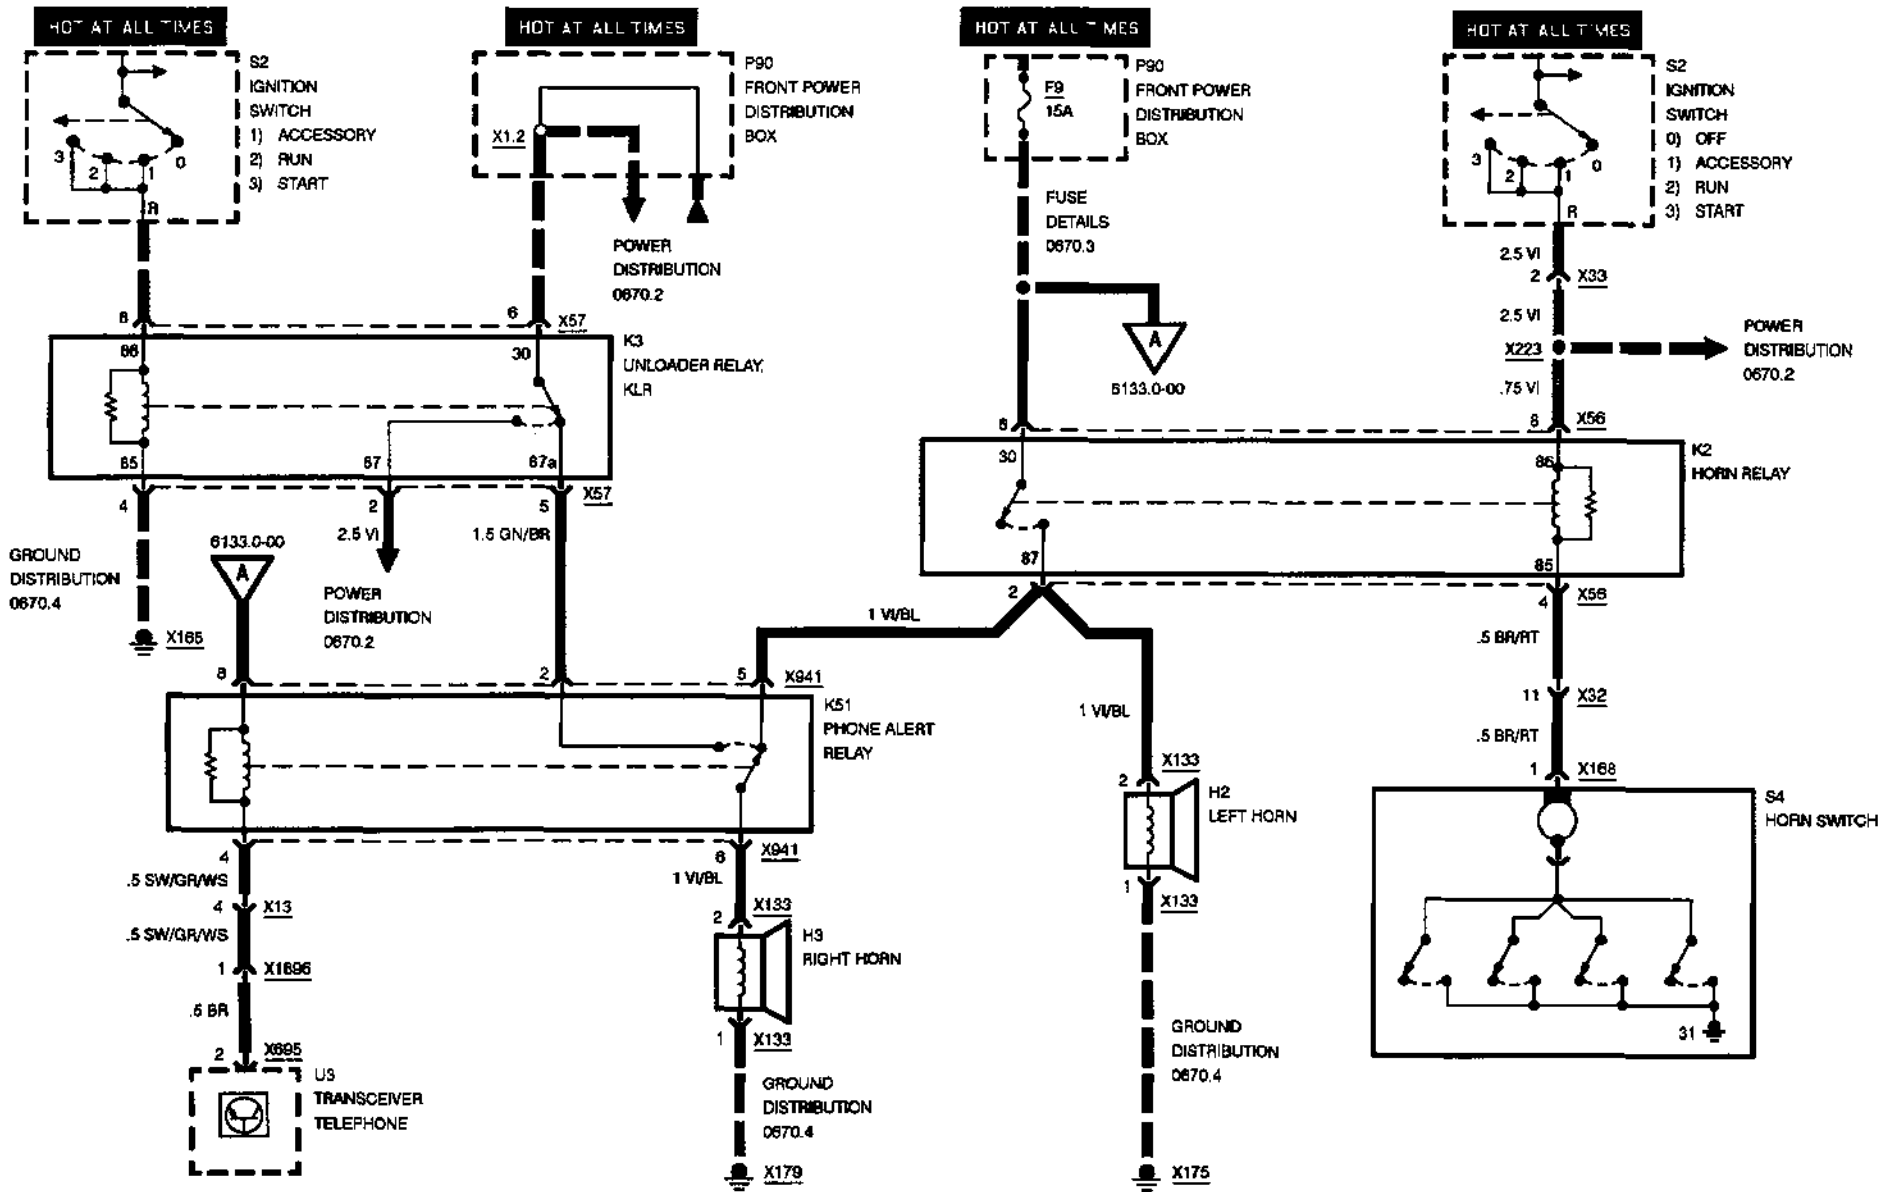 HOT AT ALL TIMES
HOT AT ALL TIMES
HOT AT ALL TIMES
HOT AT ALL TIMES
S2
IGNITION
SWITCH
1) ACCESSORY
2) RUN
3) START
3
2
1
0
R
P90
FRONT POWER
DISTRIBUTION
BOX
X1.2
POWER
DISTRIBUTION
0670.2
P90
FRONT POWER
DISTRIBUTION
BOX
F9
15A
FUSE
DETAILS
0670.3
A
6133.0-00
S2
IGNITION
SWITCH
0) OFF
1) ACCESSORY
2) RUN
3) START
3
2
1
0
R
2.5 VI
2
X33
2.5 VI
X223
POWER
DISTRIBUTION
0670.2
.75 VI
8
6
X57
86
30
K3
UNLOADER RELAY,
KLR
85
87
87a
4
2
5
X57
2.5 VI
1.5 GN/BR
GROUND
DISTRIBUTION
0670.4
X165
6133.0-00
A
POWER
DISTRIBUTION
0670.2
6
8
X56
30
86
K2
HORN RELAY
87
85
2
4
X56
1 VI/BL
.5 BR/RT
8
2
5
X941
K51
PHONE ALERT
RELAY
1 VI/BL
11
X32
.5 BR/RT
1
X168
4
6
X941
.5 SW/GR/WS
1 VI/BL
4
X13
.5 SW/GR/WS
1
X1696
.5 BR
2
X695
U3
TRANSCEIVER
TELEPHONE
2
X133
H3
RIGHT HORN
1
X133
GROUND
DISTRIBUTION
0670.4
X179
X133
2
H2
LEFT HORN
1
X133
GROUND
DISTRIBUTION
0670.4
X175
S4
HORN SWITCH
31